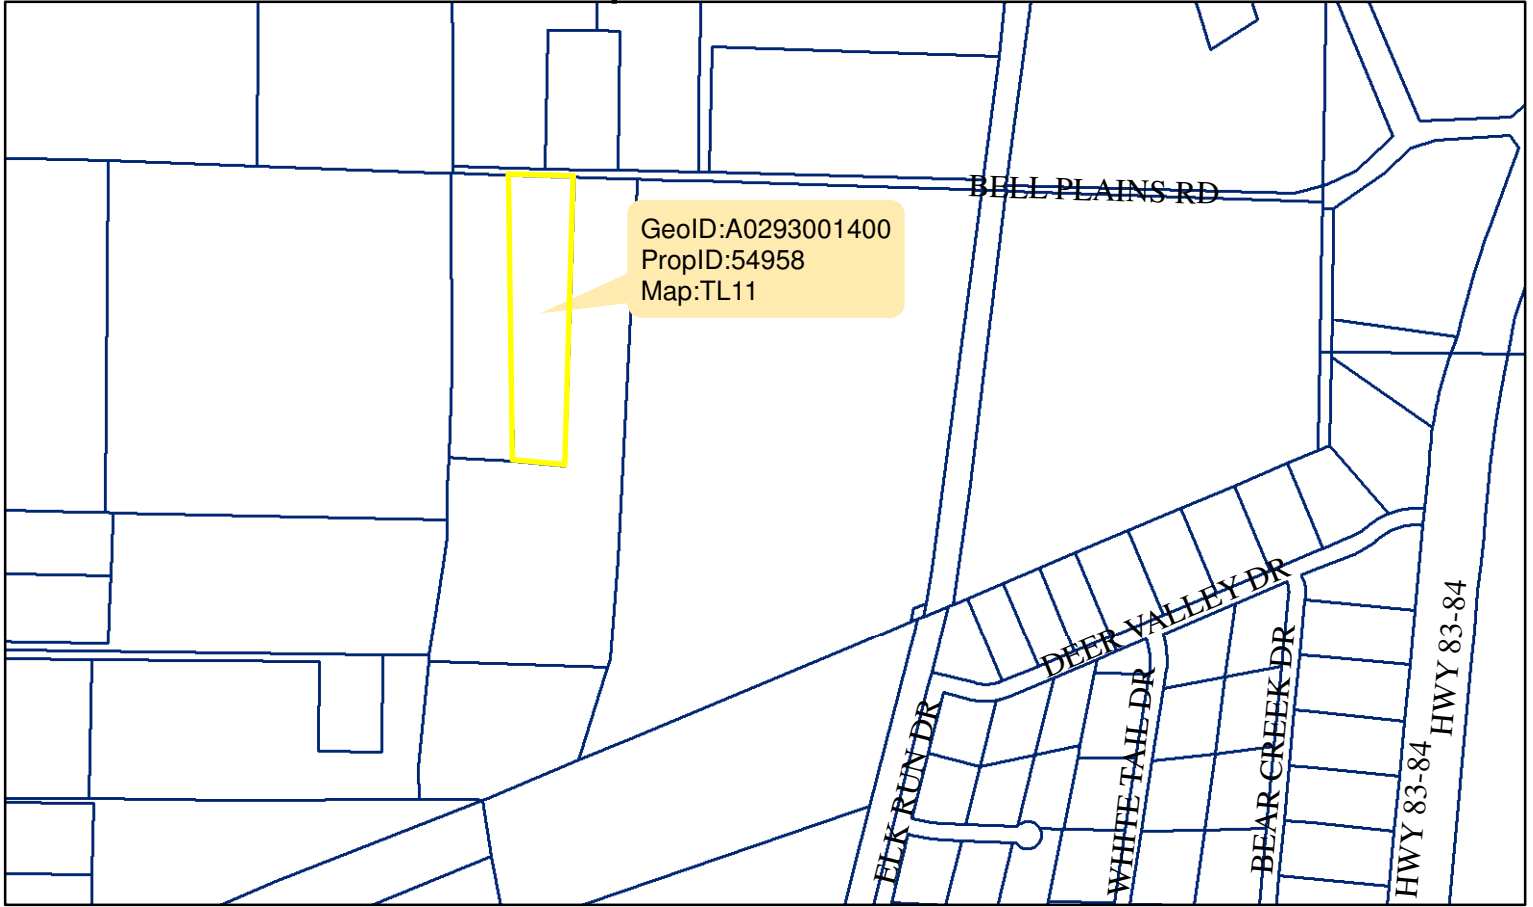 BELL PLAINS RD
GeoID:A0293001400
PropID:54958
Map:TL11
DEER VALLEY DR
HWY 83-84
ELK RUN DR
WHITE TAIL DR
BEAR CREEK DR
HWY 83-84